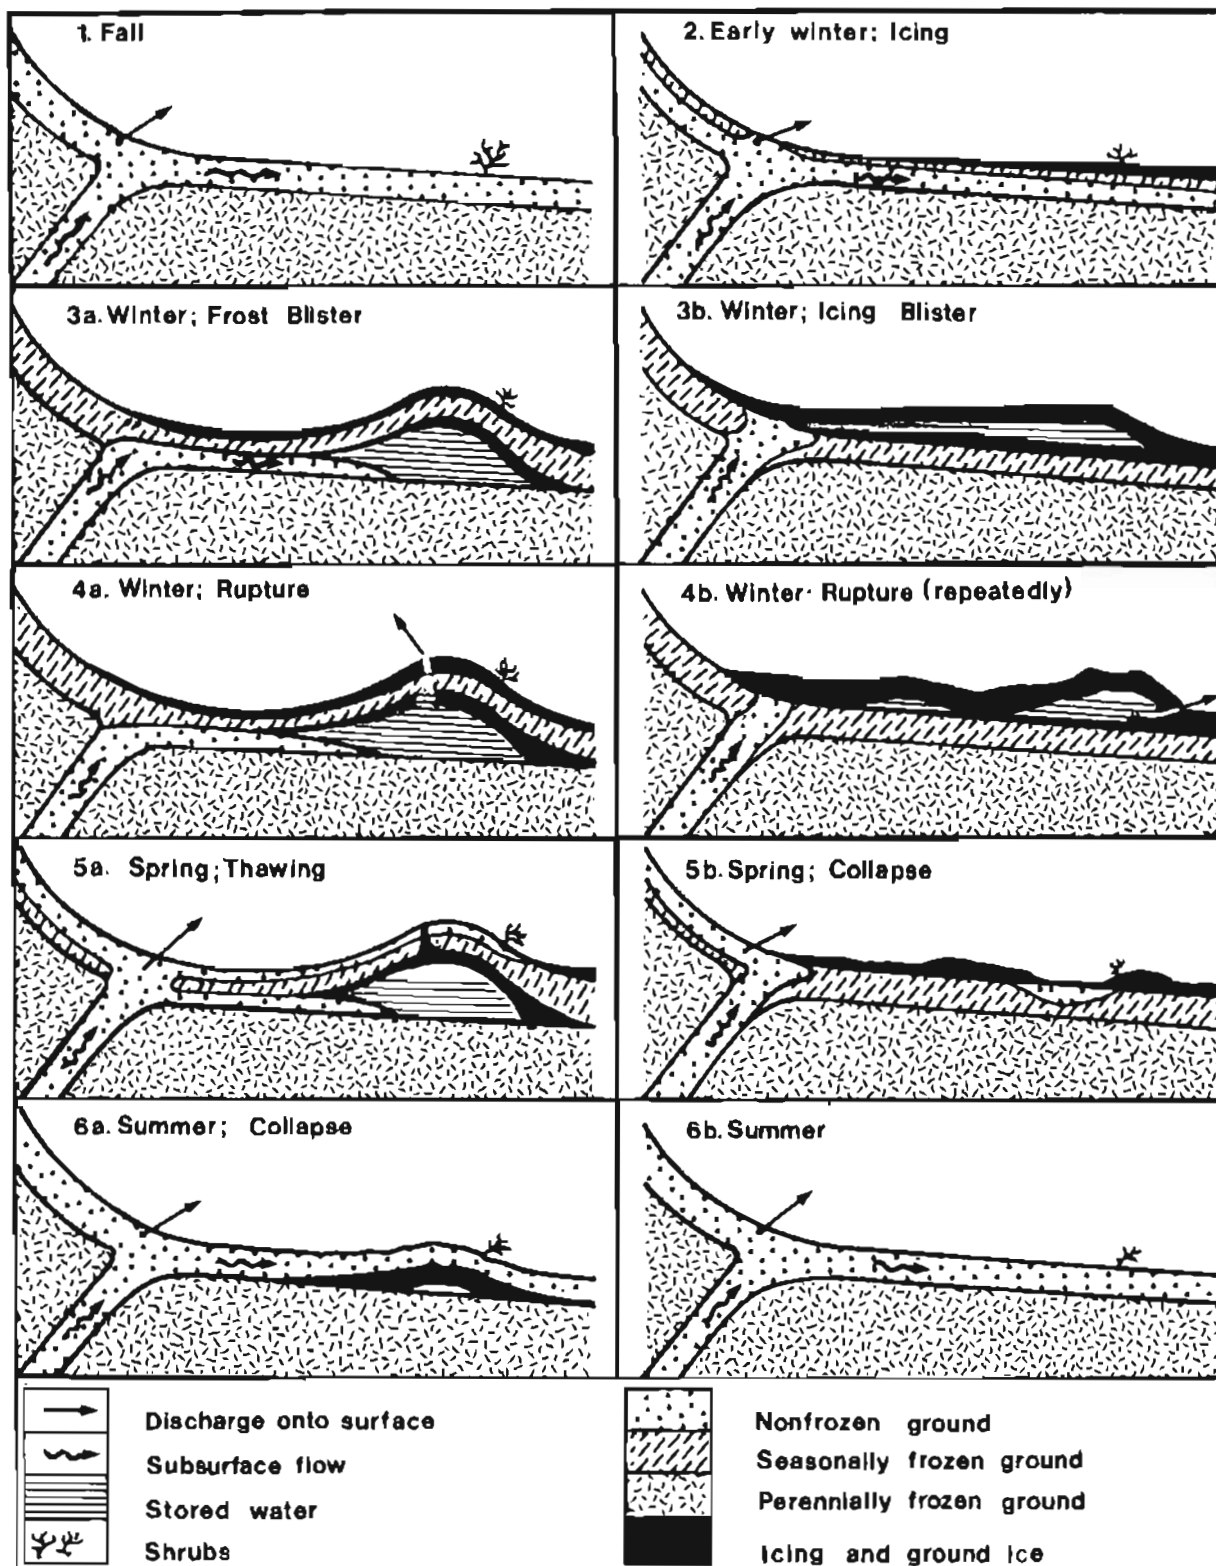 1. Fall
2. Early winter; Icing
3a. Winter; Frost Blister
3b. Winter; Icing Blister
4a. Winter; Rupture
4b. Winter· Rupture (repeatedly)
5a. Spring; Thawing
5b. Spring; Collapse
6a. Summer; Collapse
6b. Summer
Discharge onto surface
Subsurface flow
Stored water
Shrubs
Nonfrozen ground
Seasonally frozen ground
Perennially frozen ground
Icing and ground ice